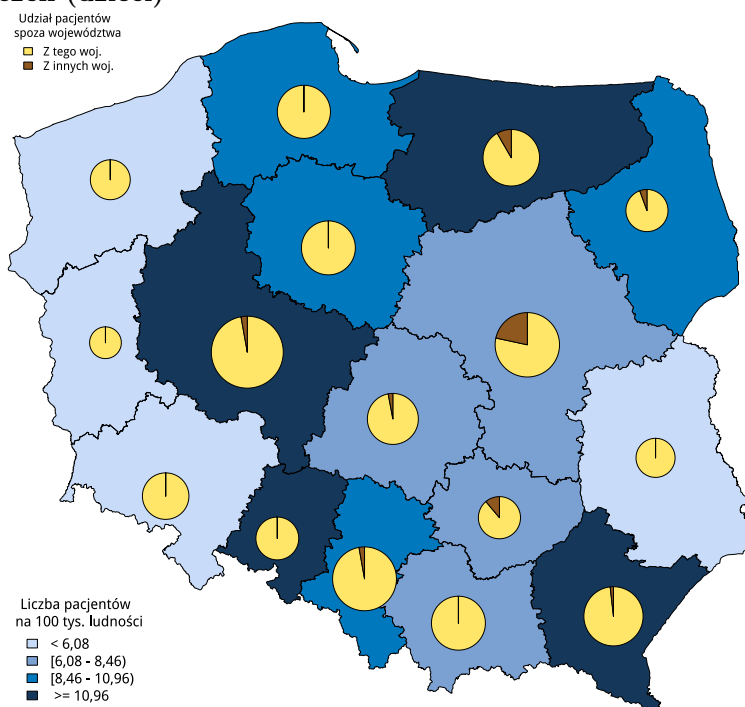 Udział pacjentów
spoza województwa
Z tego woj.
Z innych woj.
Liczba pacjentów
na 100 tys. ludności
< 6,08
[6,08 - 8,46)
[8,46 - 10,96)
>= 10,96